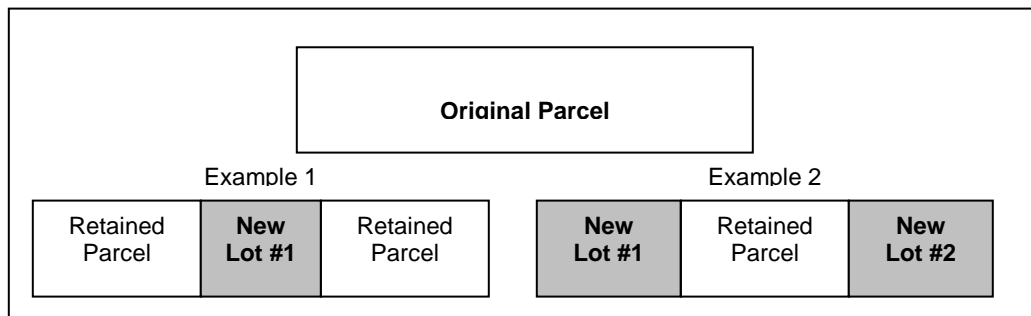 Original Parcel
Example 1
Example 2
Retained Parcel
New Lot #1
Retained Parcel
New Lot #1
Retained Parcel
New Lot #2